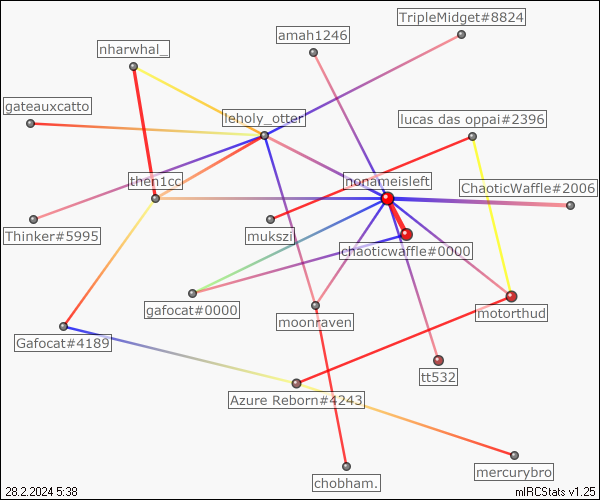 TripleMidget#8824
amah1246
nharwhal_
gateauxcatto
leholy_otter
lucas das oppai#2396
then1cc
nonameisleft
ChaoticWaffle#2006
Thinker#5995
mukszi
chaoticwaffle#0000
gafocat#0000
moonraven
motorthud
Gafocat#4189
tt532
Azure Reborn#4243
mercurybro
chobham.
28.2.2024 5:38
mIRCStats v1.25